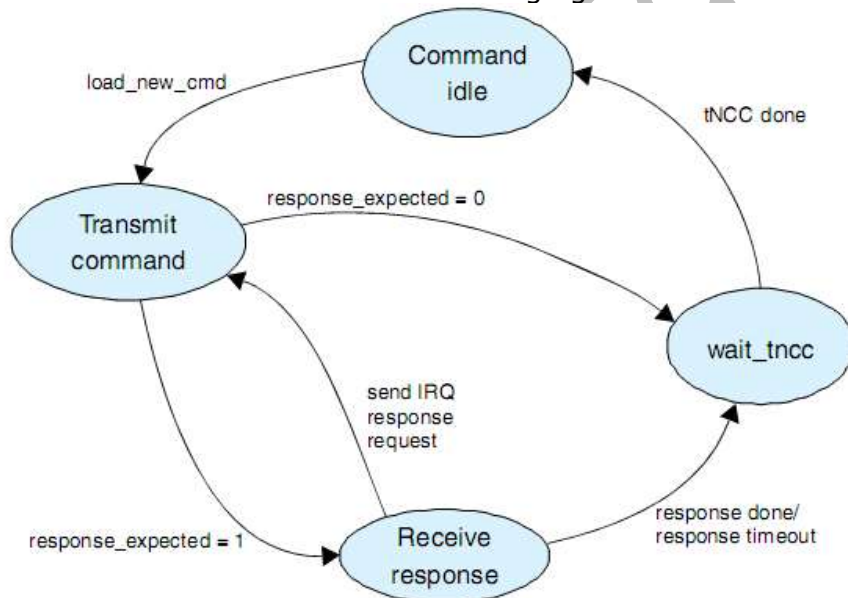 Command
idle
load_new_cmd
tNCC done
response_expected = 0
Transmit
command
wait_tncc
send IRQ
response
request
response done/
response timeout
response_expected = 1
Receive
response